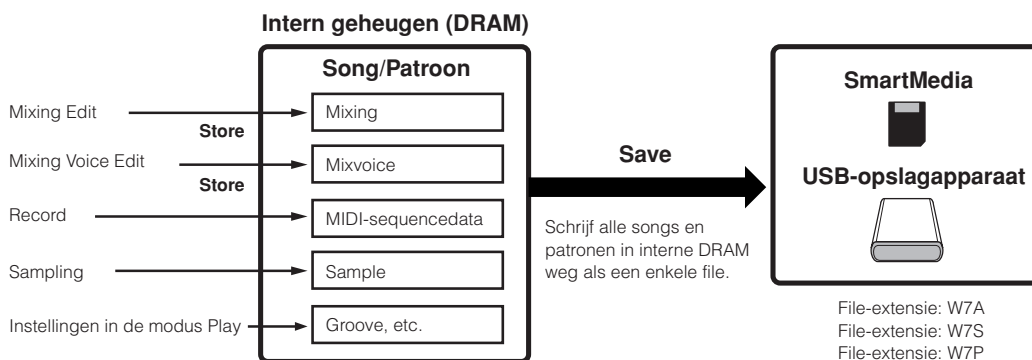 Intern geheugen (DRAM)
Song/Patroon
SmartMedia
Mixing Edit
Store
Mixing
Mixing Voice Edit
Store
Mixvoice
Save
USB-opslagapparaat
Record
MIDI-sequencedata
Schrijf alle songs en
patronen in interne DRAM
weg als een enkele file.
Sampling
Sample
Instellingen in de modus Play
Groove, etc.
File-extensie: W7A
File-extensie: W7S
File-extensie: W7P